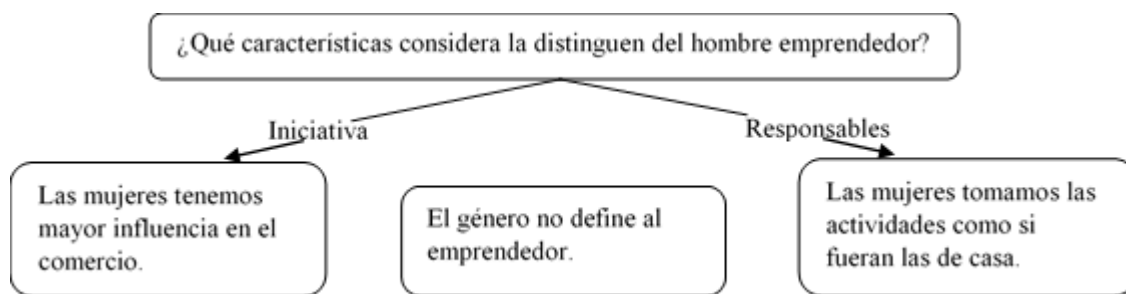 ¿Qué características considera la distinguen del hombre emprendedor?
Iniciativa
Responsables
Las mujeres tenemos
mayor influencia en el
comercio.
El género no define al
emprendedor.
Las mujeres tomamos las
actividades como si
fueran las de casa.